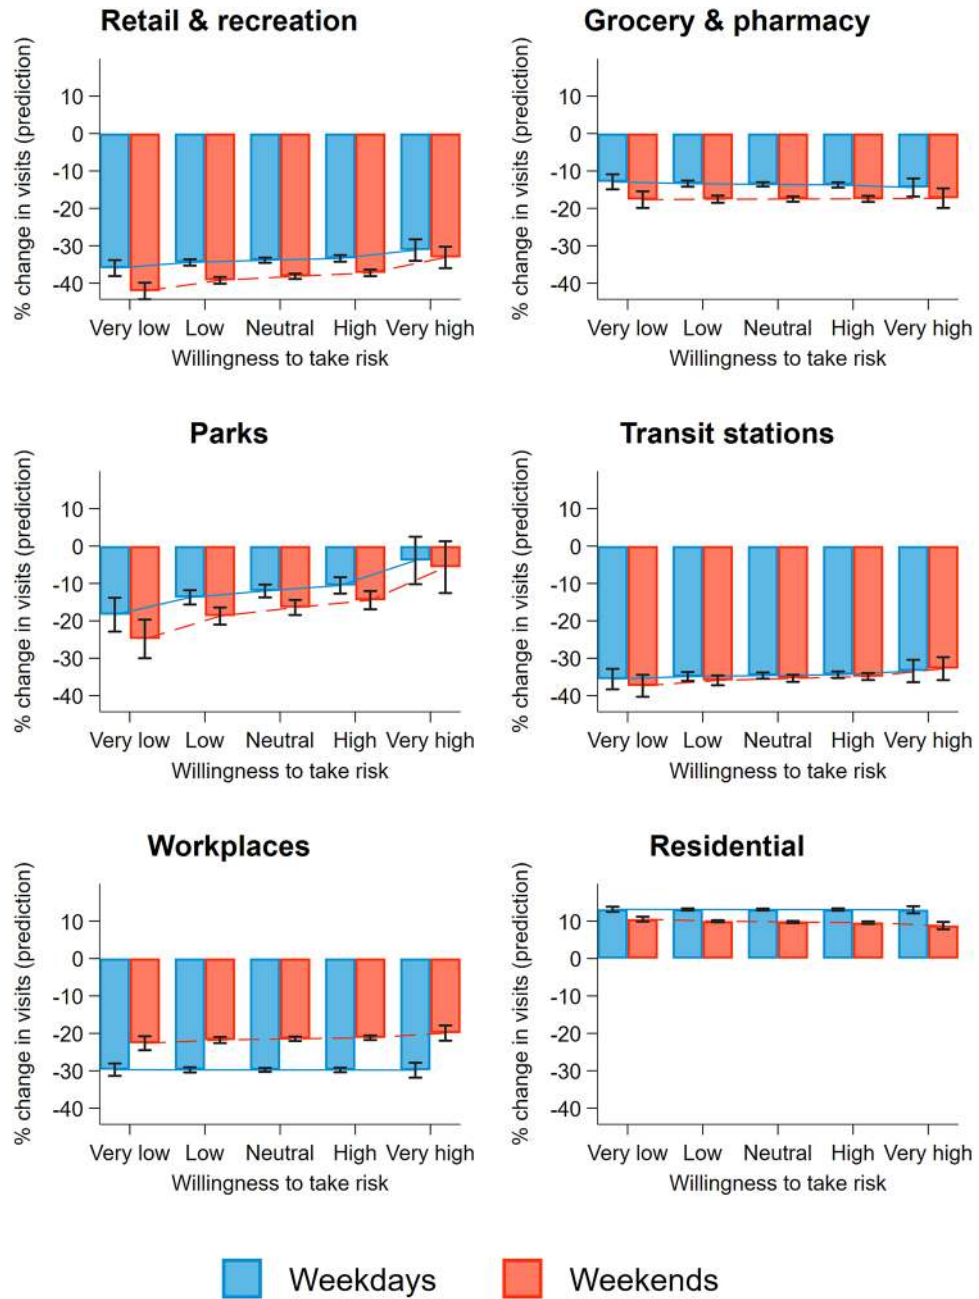 Retail & recreation
% change in visits (prediction)
10
0
-10
-20
-30
-40
Very low Low Neutral High Very high
Willingness to take risk
Grocery & pharmacy
% change in visits (prediction)
10
0
-10
-20
-30
-40
Very low Low Neutral High Very high
Willingness to take risk
Parks
% change in visits (prediction)
10
0
-10
-20
-30
-40
Very low Low Neutral High Very high
Willingness to take risk
Transit stations
% change in visits (prediction)
10
0
-10
-20
-30
-40
Very low Low Neutral High Very high
Willingness to take risk
Workplaces
% change in visits (prediction)
10
0
-10
-20
-30
-40
Very low Low Neutral High Very high
Willingness to take risk
Residential
% change in visits (prediction)
10
0
-10
-20
-30
-40
Very low Low Neutral High Very high
Willingness to take risk
Weekdays Weekends